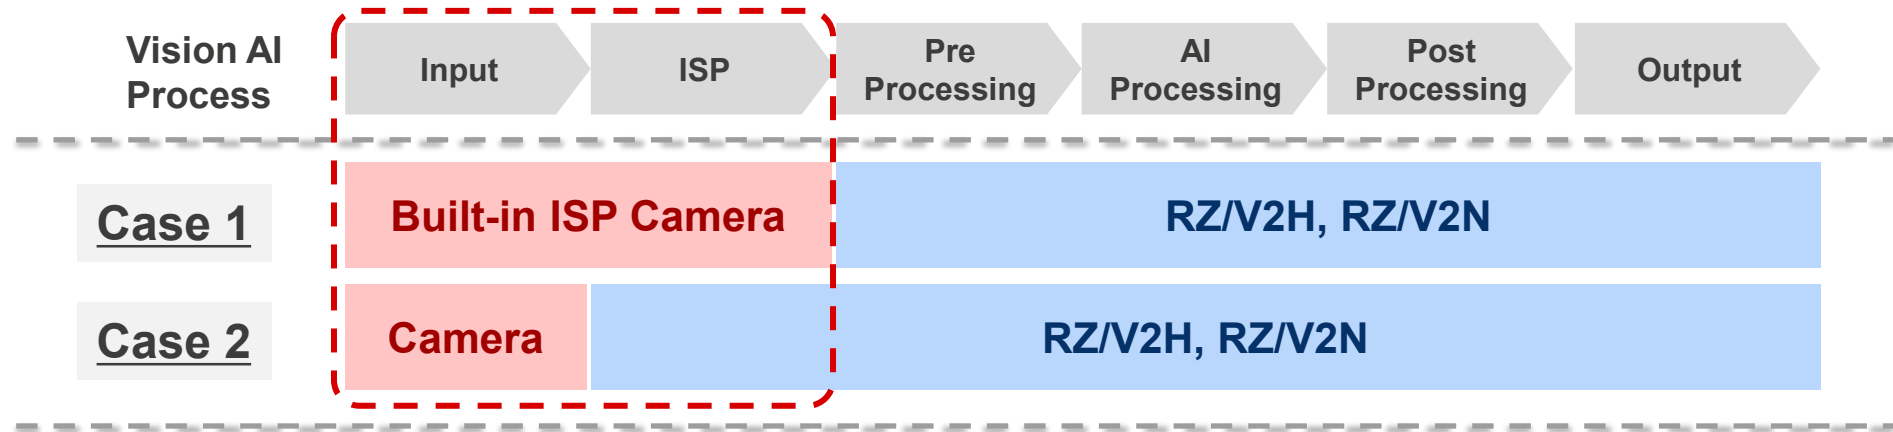 Vision AI
Process
Input
ISP
Pre
Processing
AI
Processing
Post
Processing
Output
Case 1
Built-in ISP Camera
RZ/V2H, RZ/V2N
Case 2
Camera
RZ/V2H, RZ/V2N